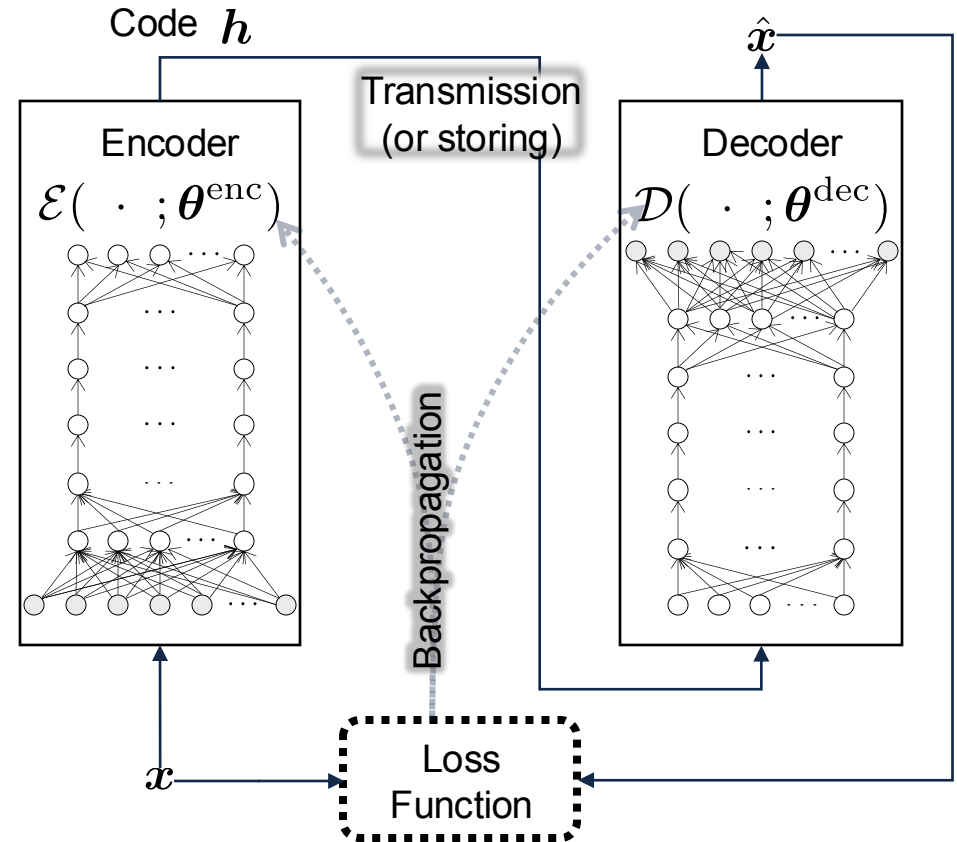 Code h
x̂
Transmission
(or storing)
Encoder
ℰ( · ; θ^enc)
Decoder
𝒟( · ; θ^dec)
Backpropagation
x
Loss
Function